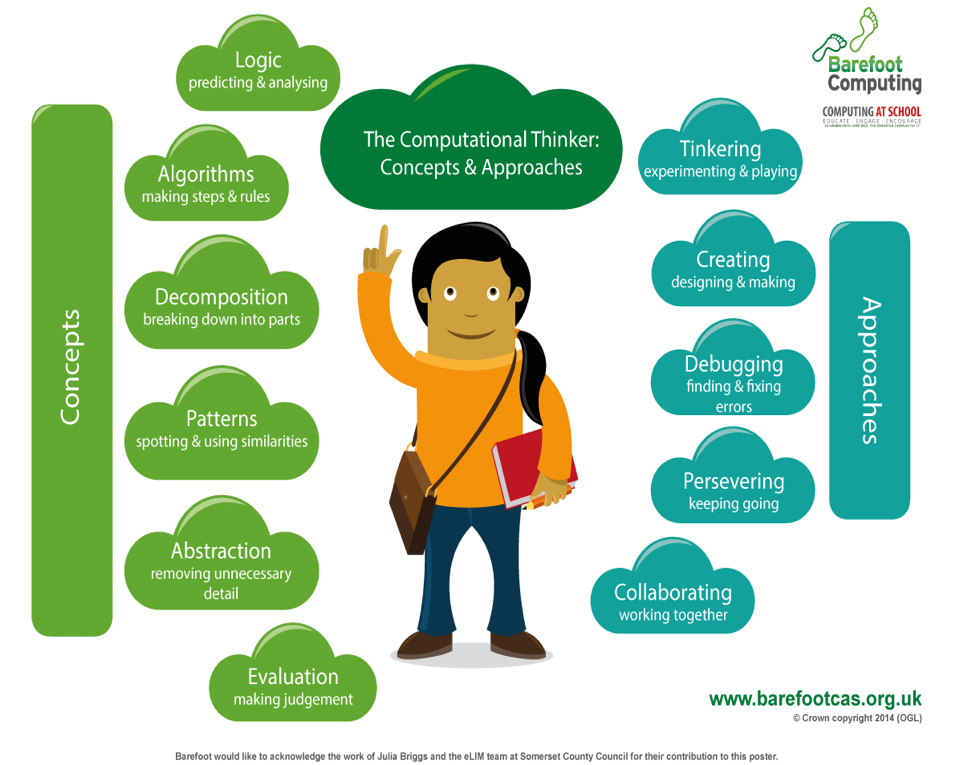 Logic
predicting & analysing
The Computational Thinker:
Concepts & Approaches
Barefoot
Computing
COMPUTING AT SCHOOL
EDUCATE · ENGAGE · ENCOURAGE
Concepts
Algorithms
making steps & rules
Decomposition
breaking down into parts
Patterns
spotting & using similarities
Abstraction
removing unnecessary
detail
Evaluation
making judgement
Tinkering
experimenting & playing
Creating
designing & making
Debugging
finding & fixing
errors
Persevering
keeping going
Collaborating
working together
Approaches
www.barefootcas.org.uk
© Crown copyright 2014 (OGL)
Barefoot would like to acknowledge the work of Julia Briggs and the eLIM team at Somerset County Council for their contribution to this poster.